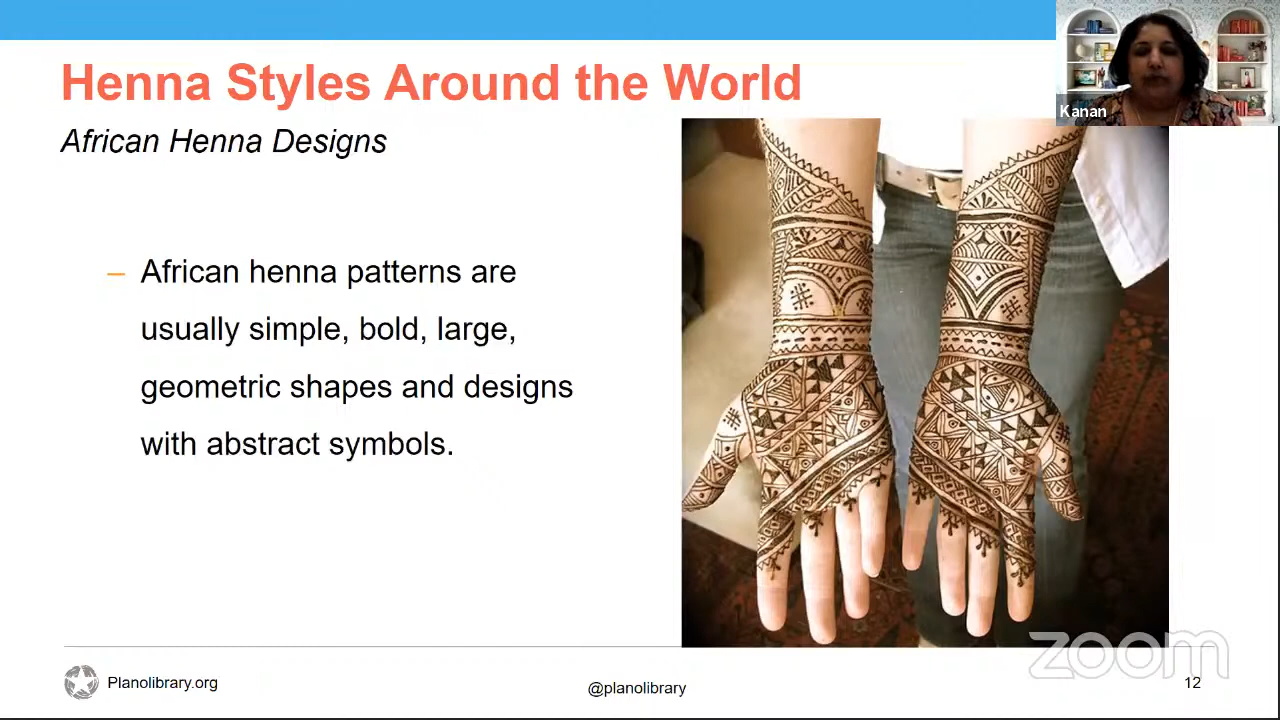 Henna Styles Around the World
African Henna Designs
– African henna patterns are
usually simple, bold, large,
geometric shapes and designs
with abstract symbols.
Kanan
zoom
Planolibrary.org
@planolibrary
12